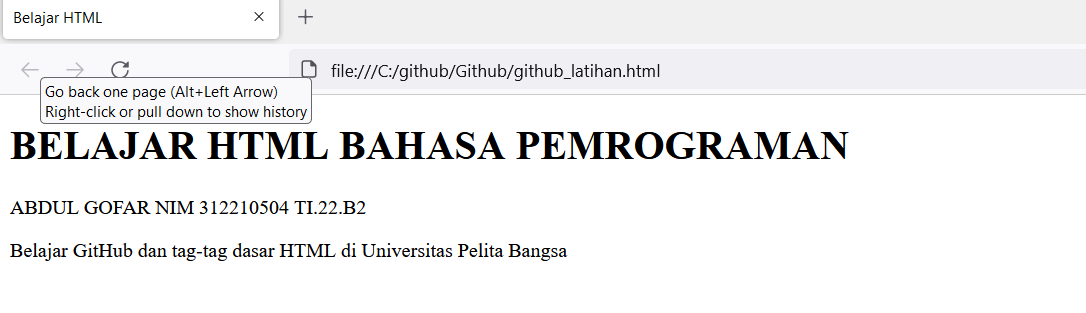 Belajar HTML
file:///C:/github/Github/github_latihan.html
Go back one page (Alt+Left Arrow)
Right-click or pull down to show history
BELAJAR HTML BAHASA PEMROGRAMAN
ABDUL GOFAR NIM 312210504 TI.22.B2
Belajar GitHub dan tag-tag dasar HTML di Universitas Pelita Bangsa